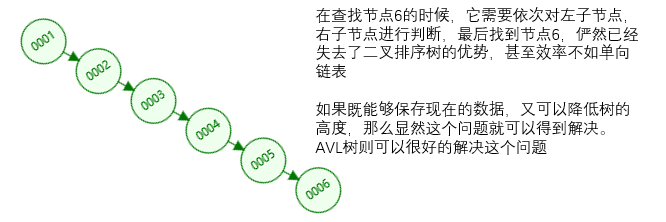 0001
0002
0003
0004
0005
0006
在查找节点6的时候，它需要依次对左子节点，
右子节点进行判断，最后找到节点6，俨然已经
失去了二叉排序树的优势，甚至效率不如单向
链表
如果既能够保存现在的数据，又可以降低树的
高度，那么显然这个问题就可以得到解决。
AVL树则可以很好的解决这个问题